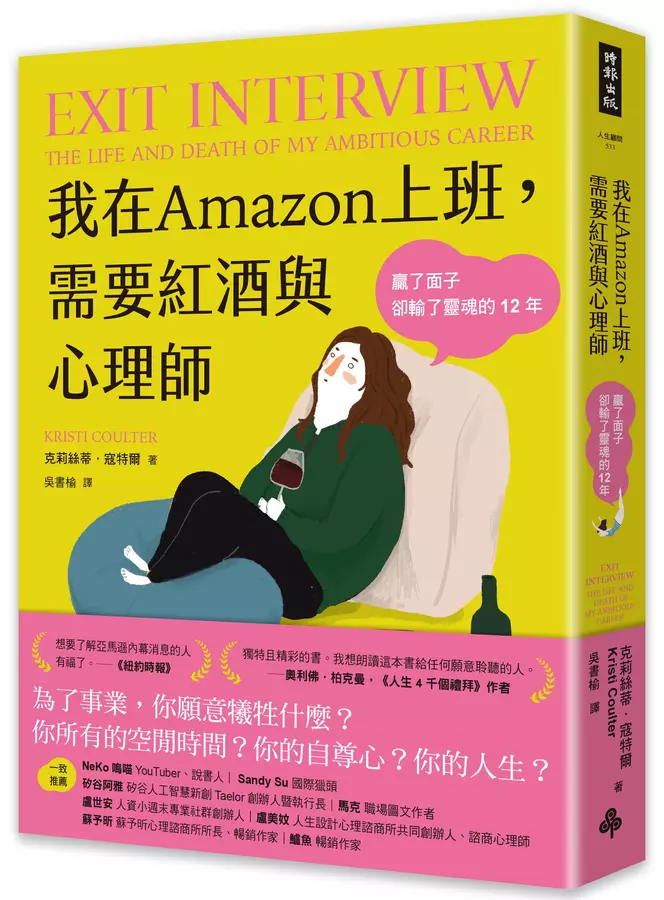 EXIT INTERVIEW
THE LIFE AND DEATH OF MY AMBITIOUS CAREER
我在Amazon上班，
需要紅酒與
心理師
贏了面子
卻輸了靈魂的 12 年
KRISTI COULTER
克莉絲蒂·寇特爾 著
吳書榆 譯
想要了解亞馬遜內幕消息的人
有福了。——《紐約時報》
獨特且精彩的書。我想朗讀這本書給任何願意聆聽的人。
——奧利佛·柏克曼，《人生4千個禮拜》作者
為了事業，你願意犧牲什麼？
你所有的空閒時間？你的自尊心？你的人生？
一致
推薦
NeKo 嗚喵 YouTuber、說書人｜Sandy Su 國際獵頭
矽谷阿雅 矽谷人工智慧新創 Taelor 創辦人暨執行長｜馬克 職場圖文作者
盧世安 人資小週末專業社群創辦人｜盧美妏 人生設計心理諮商所共同創辦人、諮商心理師
蘇予昕 蘇予昕心理諮商所所長、暢銷作家｜鱸魚 暢銷作家
時報出版
人生顧問
533
我在Amazon上班，
需要紅酒與心理師
贏了面子
卻輸了靈魂的12年
EXIT
INTERVIEW
THE LIFE AND
DEATH OF
MY AMBITIOUS
CAREER
克莉絲蒂·寇特爾
Kristi Coulter
著
吳書榆 譯